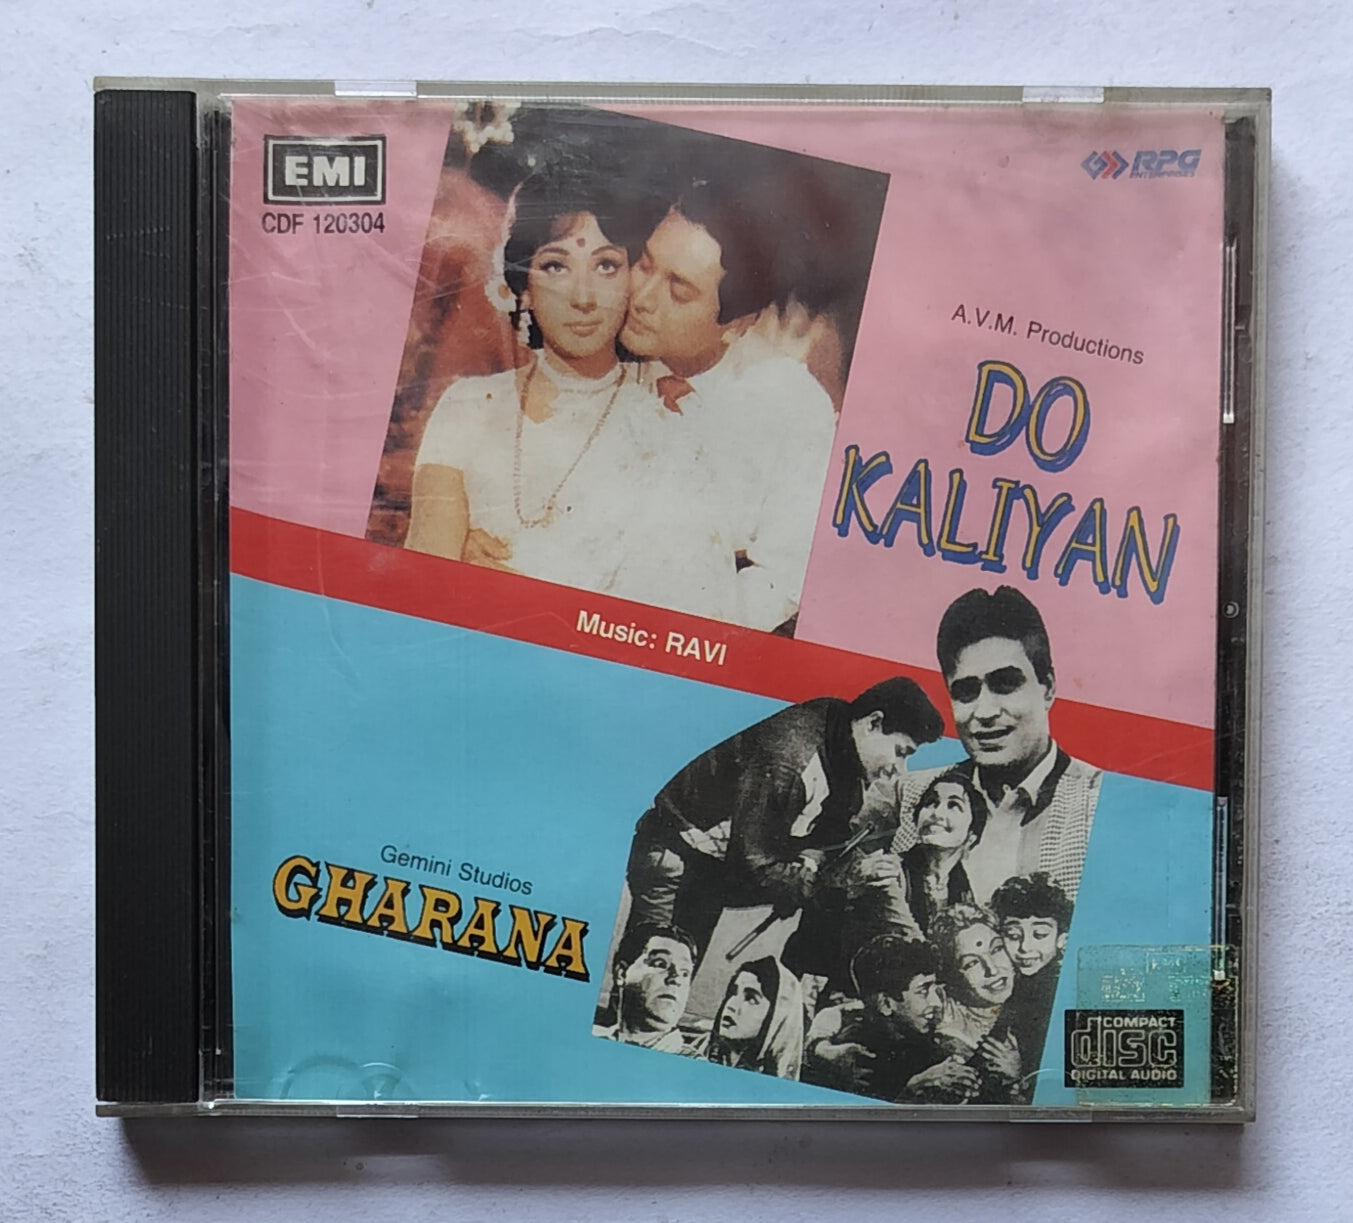 EMI
CDF 120304
RPG
ENTERPRISES
A.V.M. Productions
DO
KALIYAN
Music: RAVI
Gemini Studios
GHARANA
COMPACT
disc
DIGITAL AUDIO